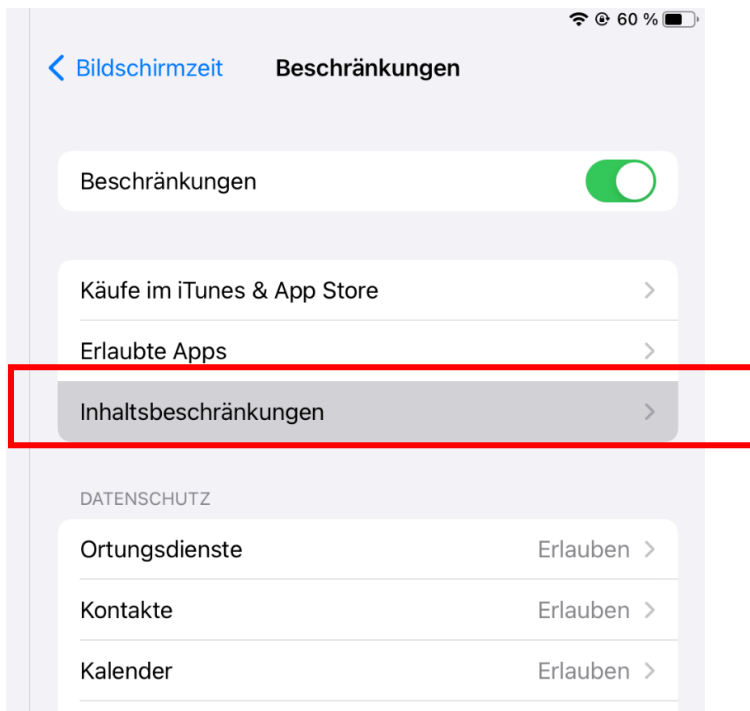 60 %
Bildschirmzeit Beschränkungen
Beschränkungen
Käufe im iTunes & App Store
Erlaubte Apps
Inhaltsbeschränkungen
DATENSCHUTZ
Ortungsdienste Erlauben
Kontakte Erlauben
Kalender Erlauben